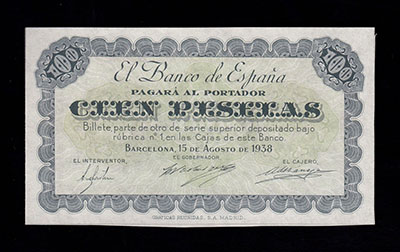 100 100
El Banco de España
PAGARÁ AL PORTADOR
CIEN PESETAS
Billete parte de otro de serie superior depositado bajo
rúbrica nº 1 en las Cajas de este Banco.
BARCELONA, 15 DE AGOSTO DE 1938
EL INTERVENTOR, EL GOBERNADOR, EL CAJERO,
GRÁFICAS REUNIDAS, S.A. MADRID.